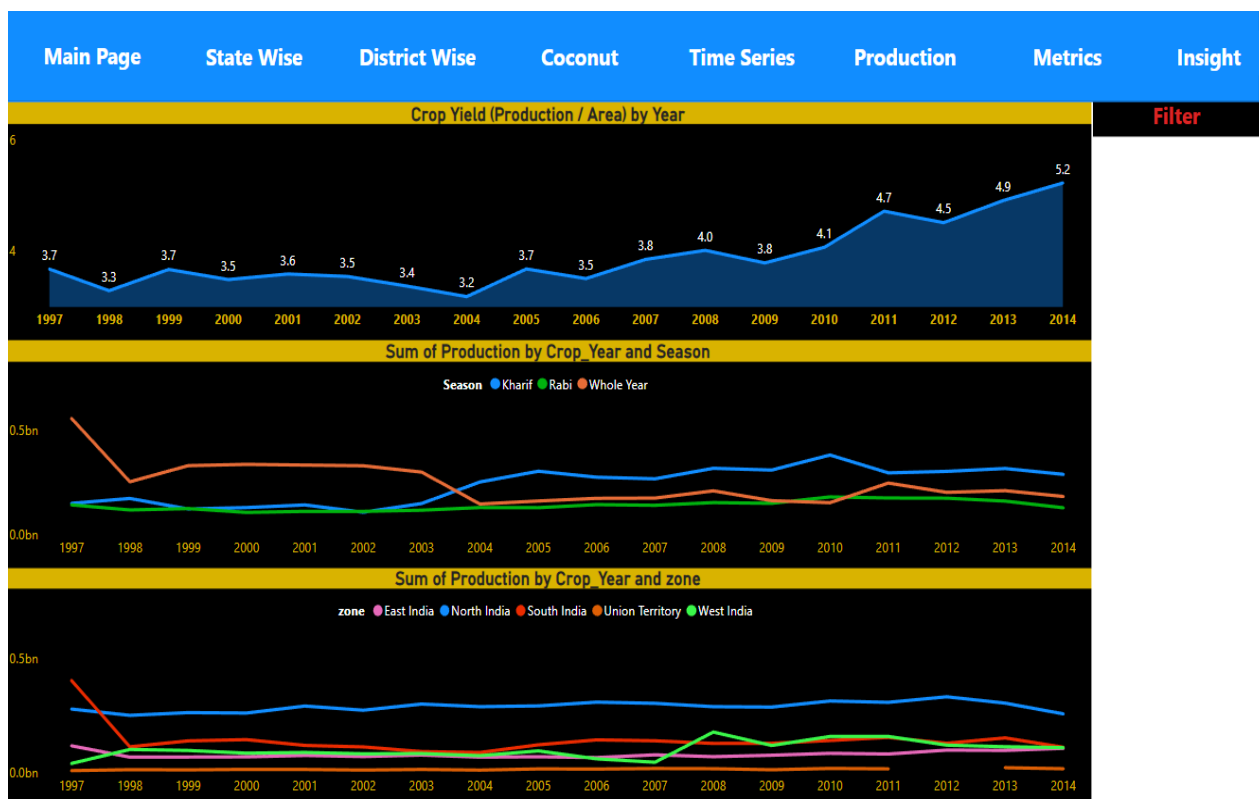 Main Page State Wise District Wise Coconut Time Series Production Metrics Insight
Crop Yield (Production / Area) by Year
Filter
6
4
3.7 3.3 3.7 3.5 3.6 3.5 3.4 3.2 3.7 3.5 3.8 4.0 3.8 4.1 4.7 4.5 4.9 5.2
1997 1998 1999 2000 2001 2002 2003 2004 2005 2006 2007 2008 2009 2010 2011 2012 2013 2014
Sum of Production by Crop_Year and Season
Season Kharif Rabi Whole Year
0.5bn
0.0bn
1997 1998 1999 2000 2001 2002 2003 2004 2005 2006 2007 2008 2009 2010 2011 2012 2013 2014
Sum of Production by Crop_Year and zone
zone East India North India South India Union Territory West India
0.5bn
0.0bn
1997 1998 1999 2000 2001 2002 2003 2004 2005 2006 2007 2008 2009 2010 2011 2012 2013 2014